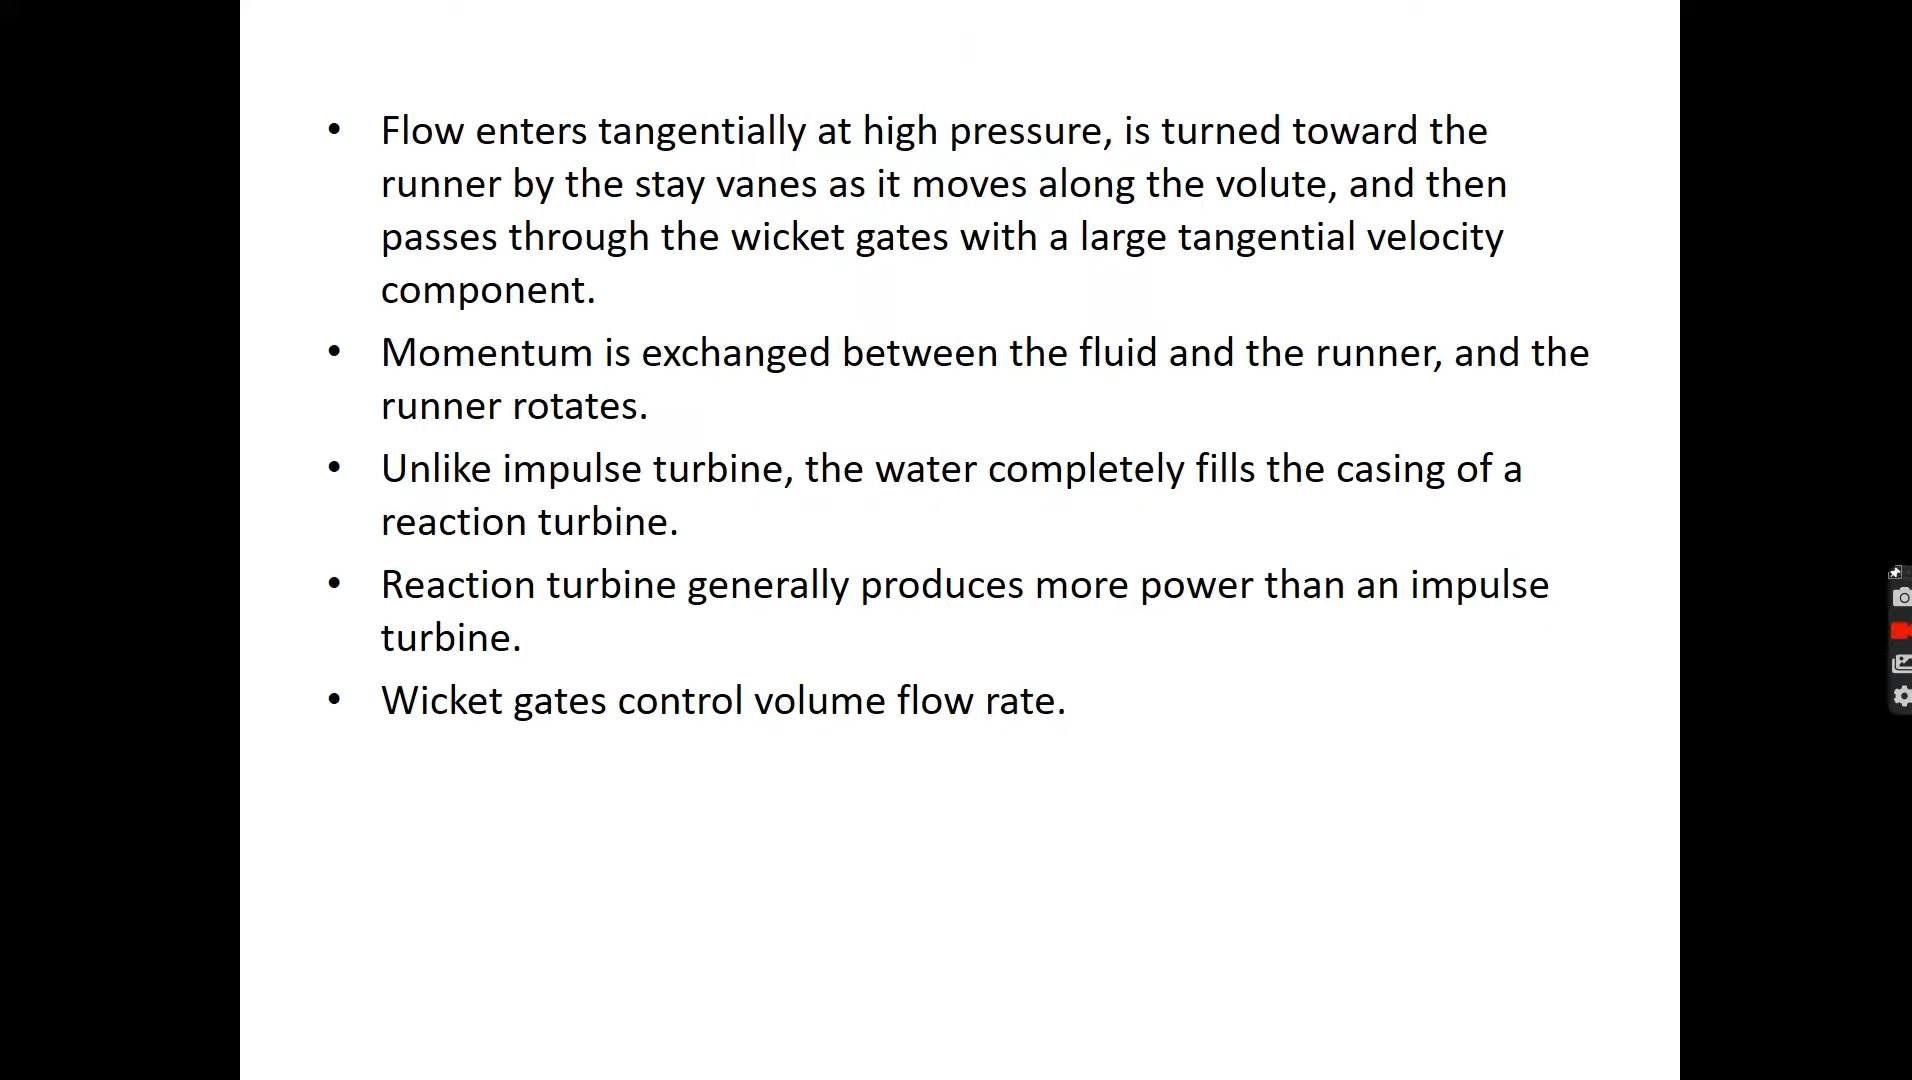 • Flow enters tangentially at high pressure, is turned toward the
runner by the stay vanes as it moves along the volute, and then
passes through the wicket gates with a large tangential velocity
component.
• Momentum is exchanged between the fluid and the runner, and the
runner rotates.
• Unlike impulse turbine, the water completely fills the casing of a
reaction turbine.
• Reaction turbine generally produces more power than an impulse
turbine.
• Wicket gates control volume flow rate.